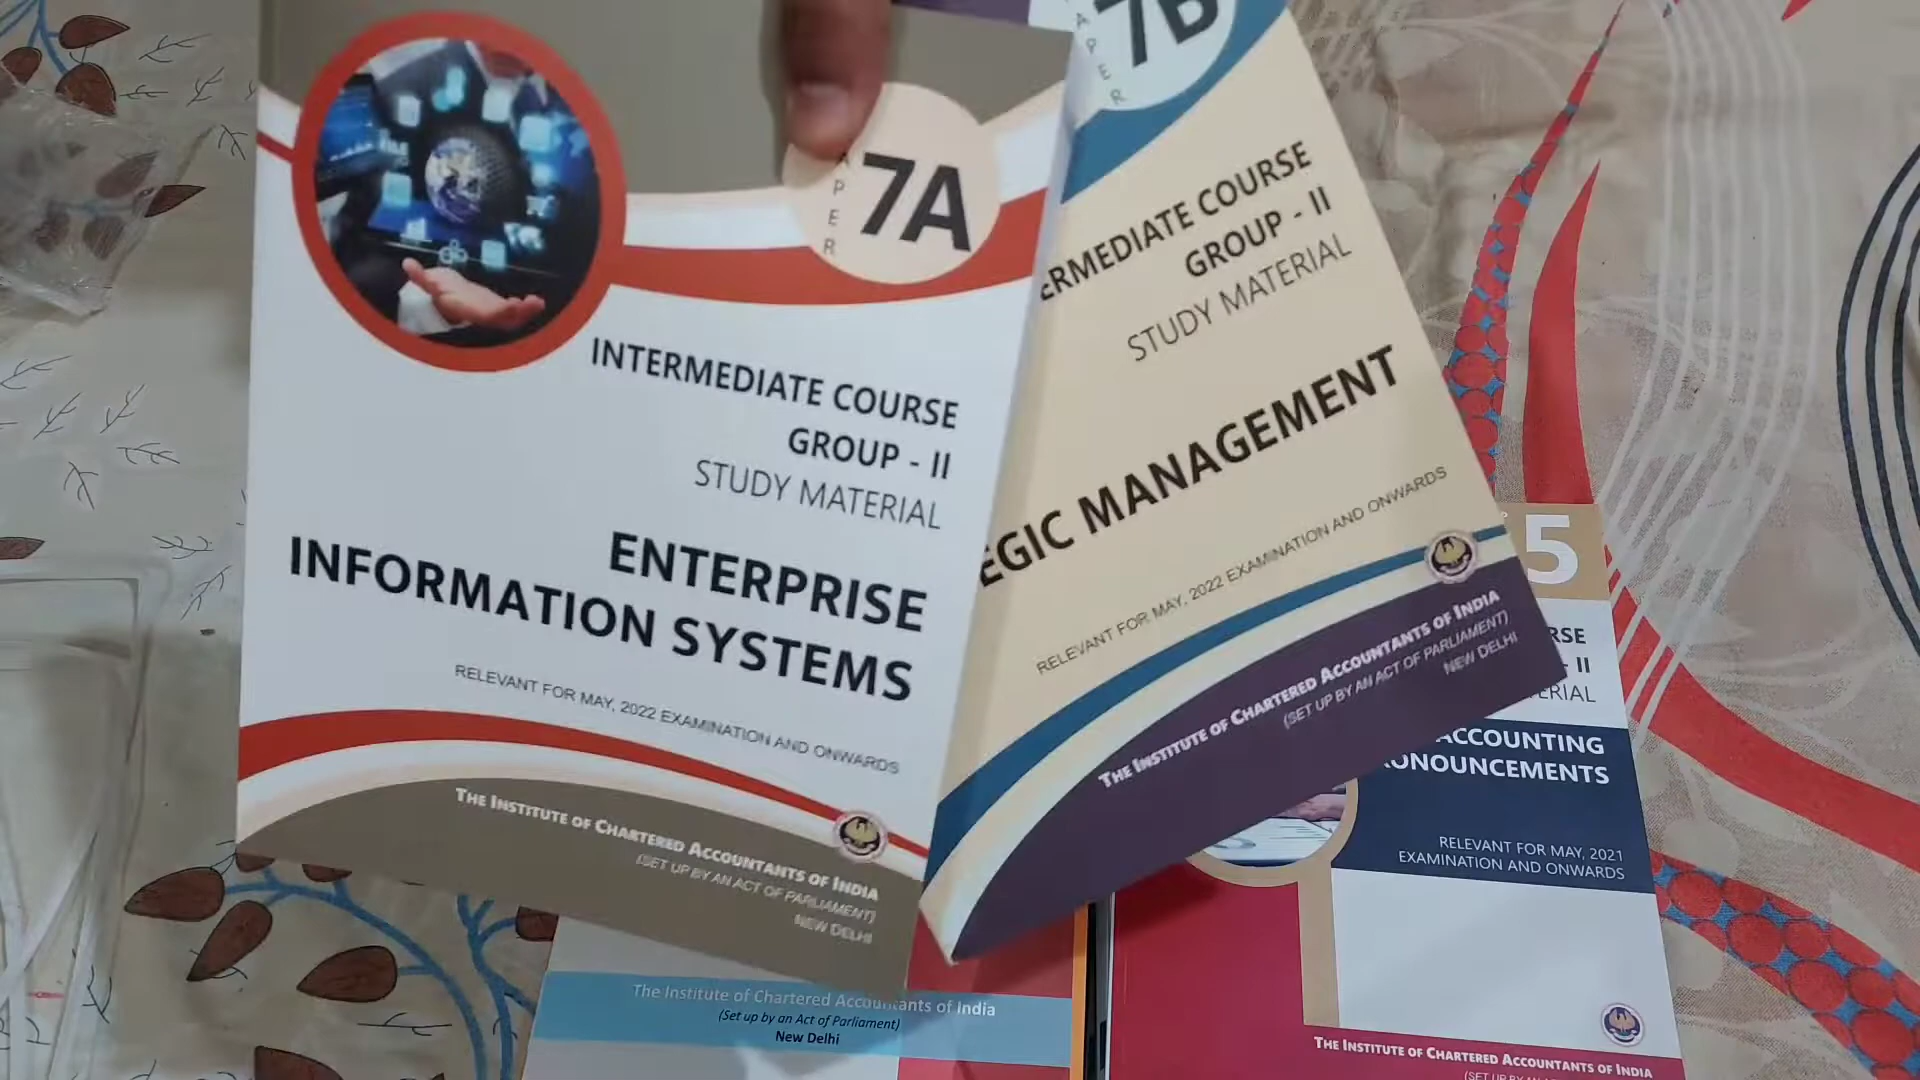 PAPER
7A
INTERMEDIATE COURSE
GROUP - II
STUDY MATERIAL
ENTERPRISE
INFORMATION SYSTEMS
RELEVANT FOR MAY, 2022 EXAMINATION AND ONWARDS
THE INSTITUTE OF CHARTERED ACCOUNTANTS OF INDIA
(SET UP BY AN ACT OF PARLIAMENT)
NEW DELHI
APER
7B
ERMEDIATE COURSE
GROUP - II
STUDY MATERIAL
EGIC MANAGEMENT
RELEVANT FOR MAY, 2022 EXAMINATION AND ONWARDS
THE INSTITUTE OF CHARTERED ACCOUNTANTS OF INDIA
(SET UP BY AN ACT OF PARLIAMENT)
NEW DELHI
5
RSE
- II
ERIAL
ACCOUNTING
RONOUNCEMENTS
RELEVANT FOR MAY, 2021
EXAMINATION AND ONWARDS
THE INSTITUTE OF CHARTERED ACCOUNTANTS OF INDIA
The Institute of Chartered Accountants of India
(Set up by an Act of Parliament)
New Delhi